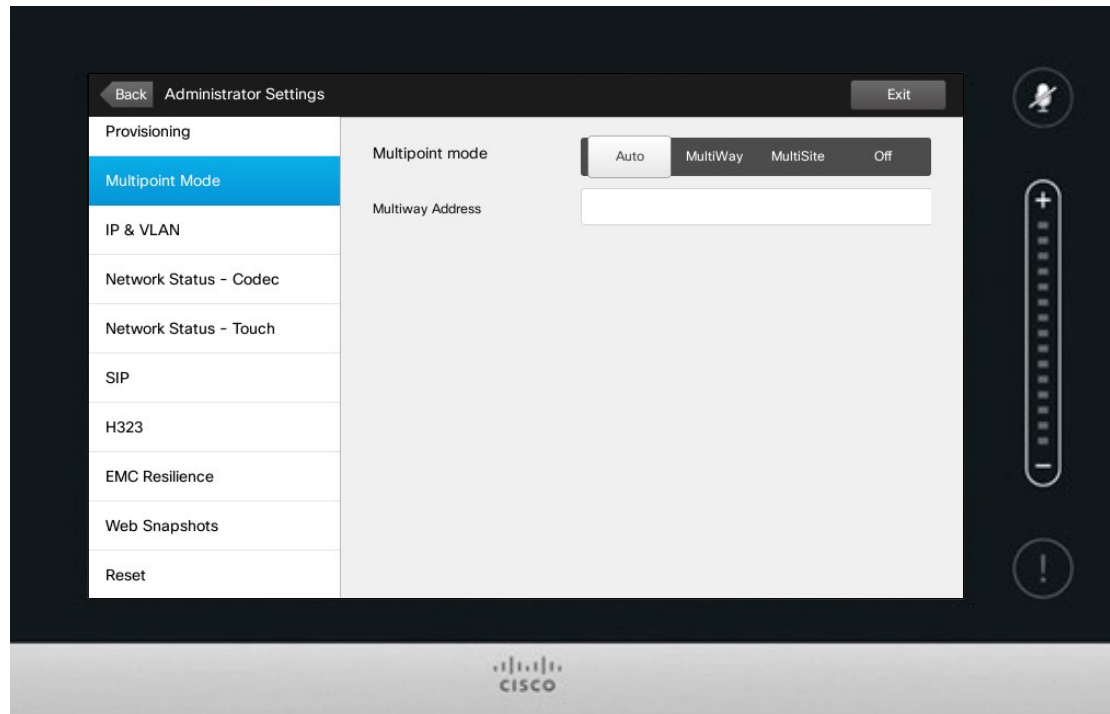 Back Administrator Settings Exit
Provisioning
Multipoint Mode
IP & VLAN
Network Status - Codec
Network Status - Touch
SIP
H323
EMC Resilience
Web Snapshots
Reset
Multipoint mode Auto MultiWay MultiSite Off
Multiway Address
+
-
!
CISCO